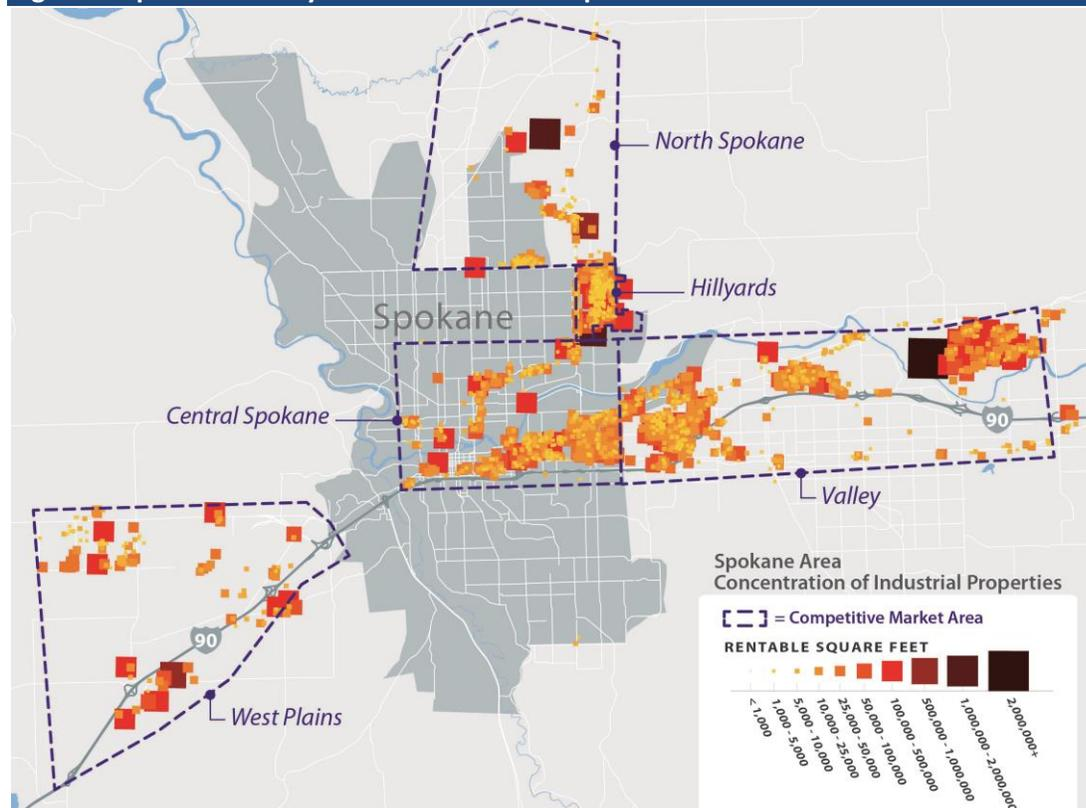 North Spokane
Hillyards
Spokane
Central Spokane
90
Valley
90
West Plains
Spokane Area
Concentration of Industrial Properties
= Competitive Market Area
RENTABLE SQUARE FEET
< 1,000
1,000 - 5,000
5,000 - 10,000
10,000 - 25,000
25,000 - 50,000
50,000 - 100,000
100,000 - 500,000
500,000 - 1,000,000
1,000,000 - 2,000,000
2,000,000+